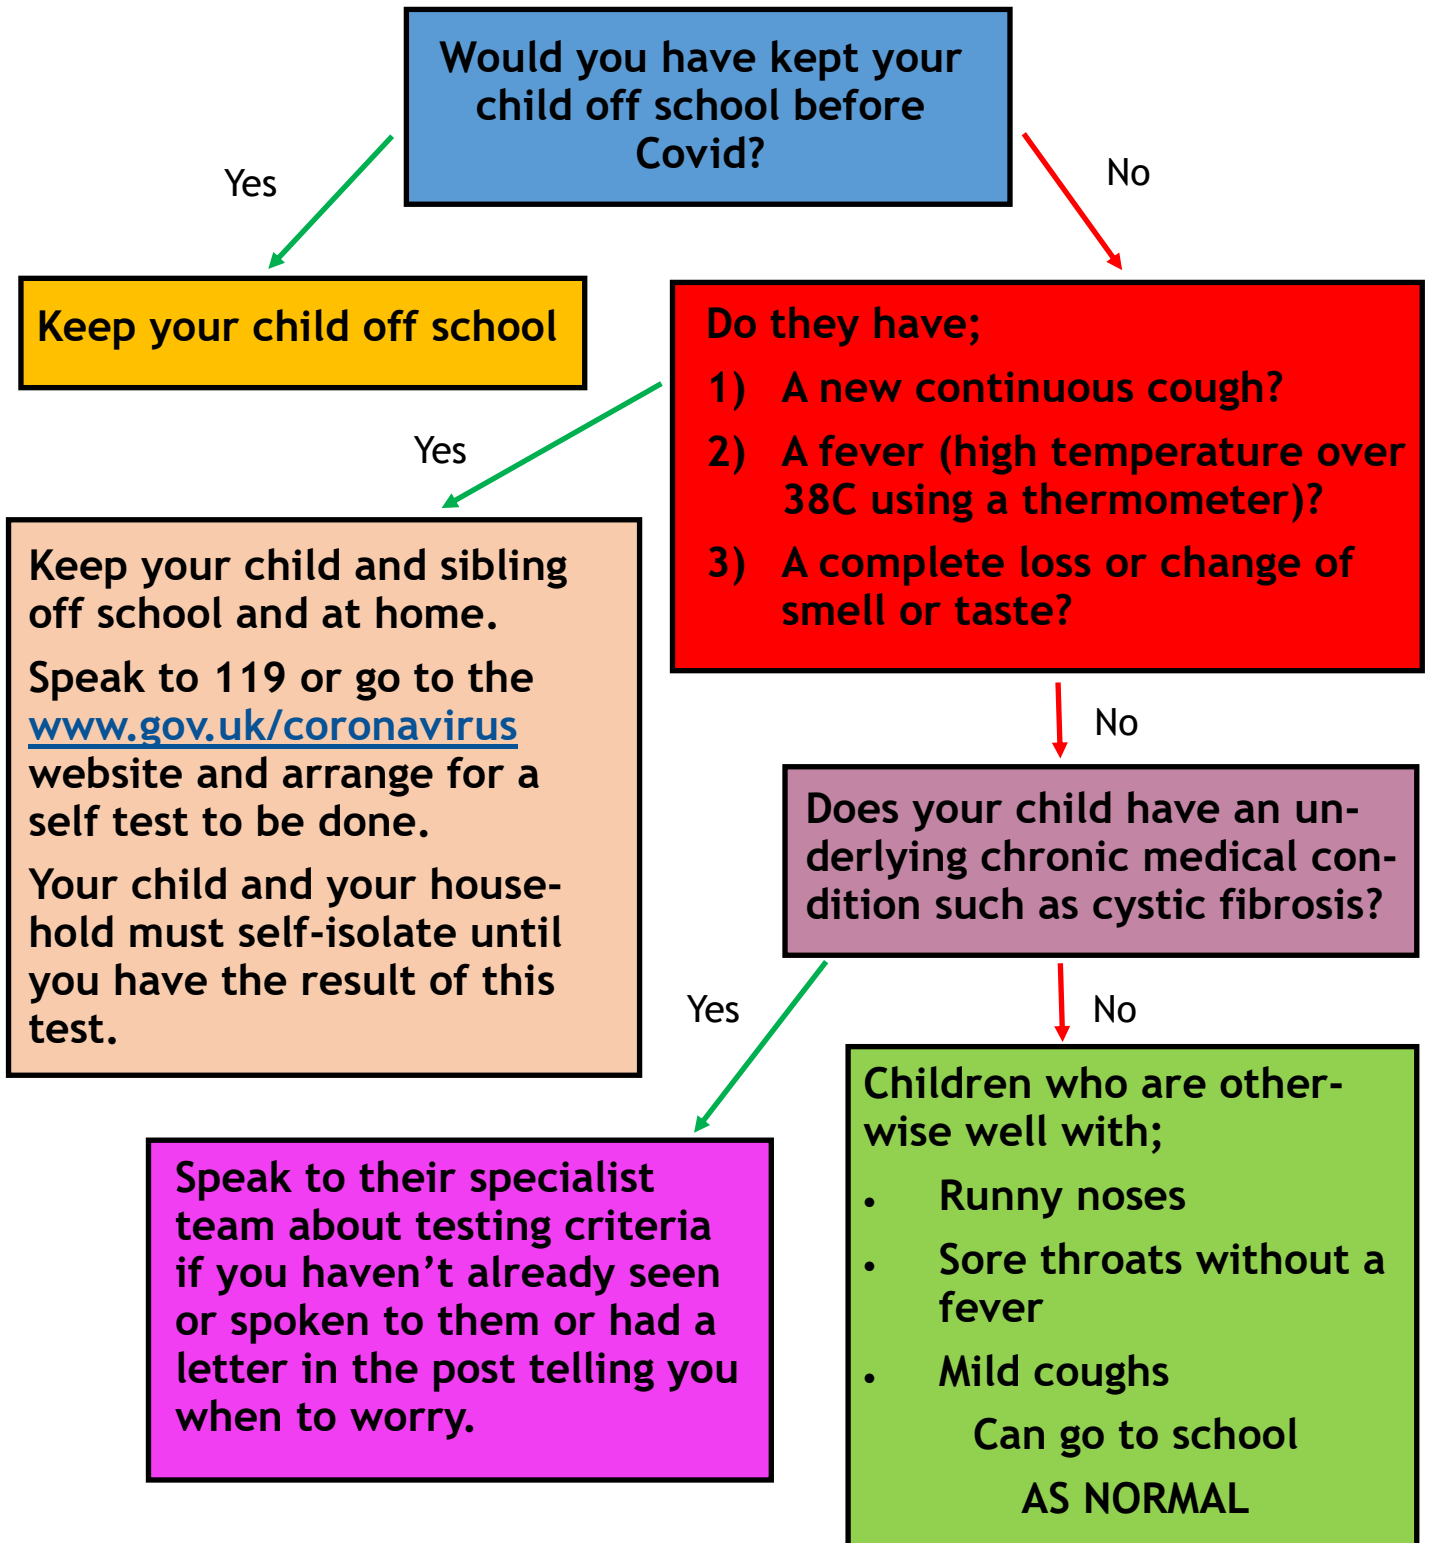 Would you have kept your
child off school before
Covid?
Yes
No
Keep your child off school
Do they have;
1) A new continuous cough?
2) A fever (high temperature over
38C using a thermometer)?
3) A complete loss or change of
smell or taste?
Yes
Keep your child and sibling
off school and at home.
Speak to 119 or go to the
www.gov.uk/coronavirus
website and arrange for a
self test to be done.
Your child and your house-
hold must self-isolate until
you have the result of this
test.
No
Does your child have an un-
derlying chronic medical con-
dition such as cystic fibrosis?
Yes
No
Speak to their specialist
team about testing criteria
if you haven’t already seen
or spoken to them or had a
letter in the post telling you
when to worry.
Children who are other-
wise well with;
• Runny noses
• Sore throats without a
fever
• Mild coughs
Can go to school
AS NORMAL